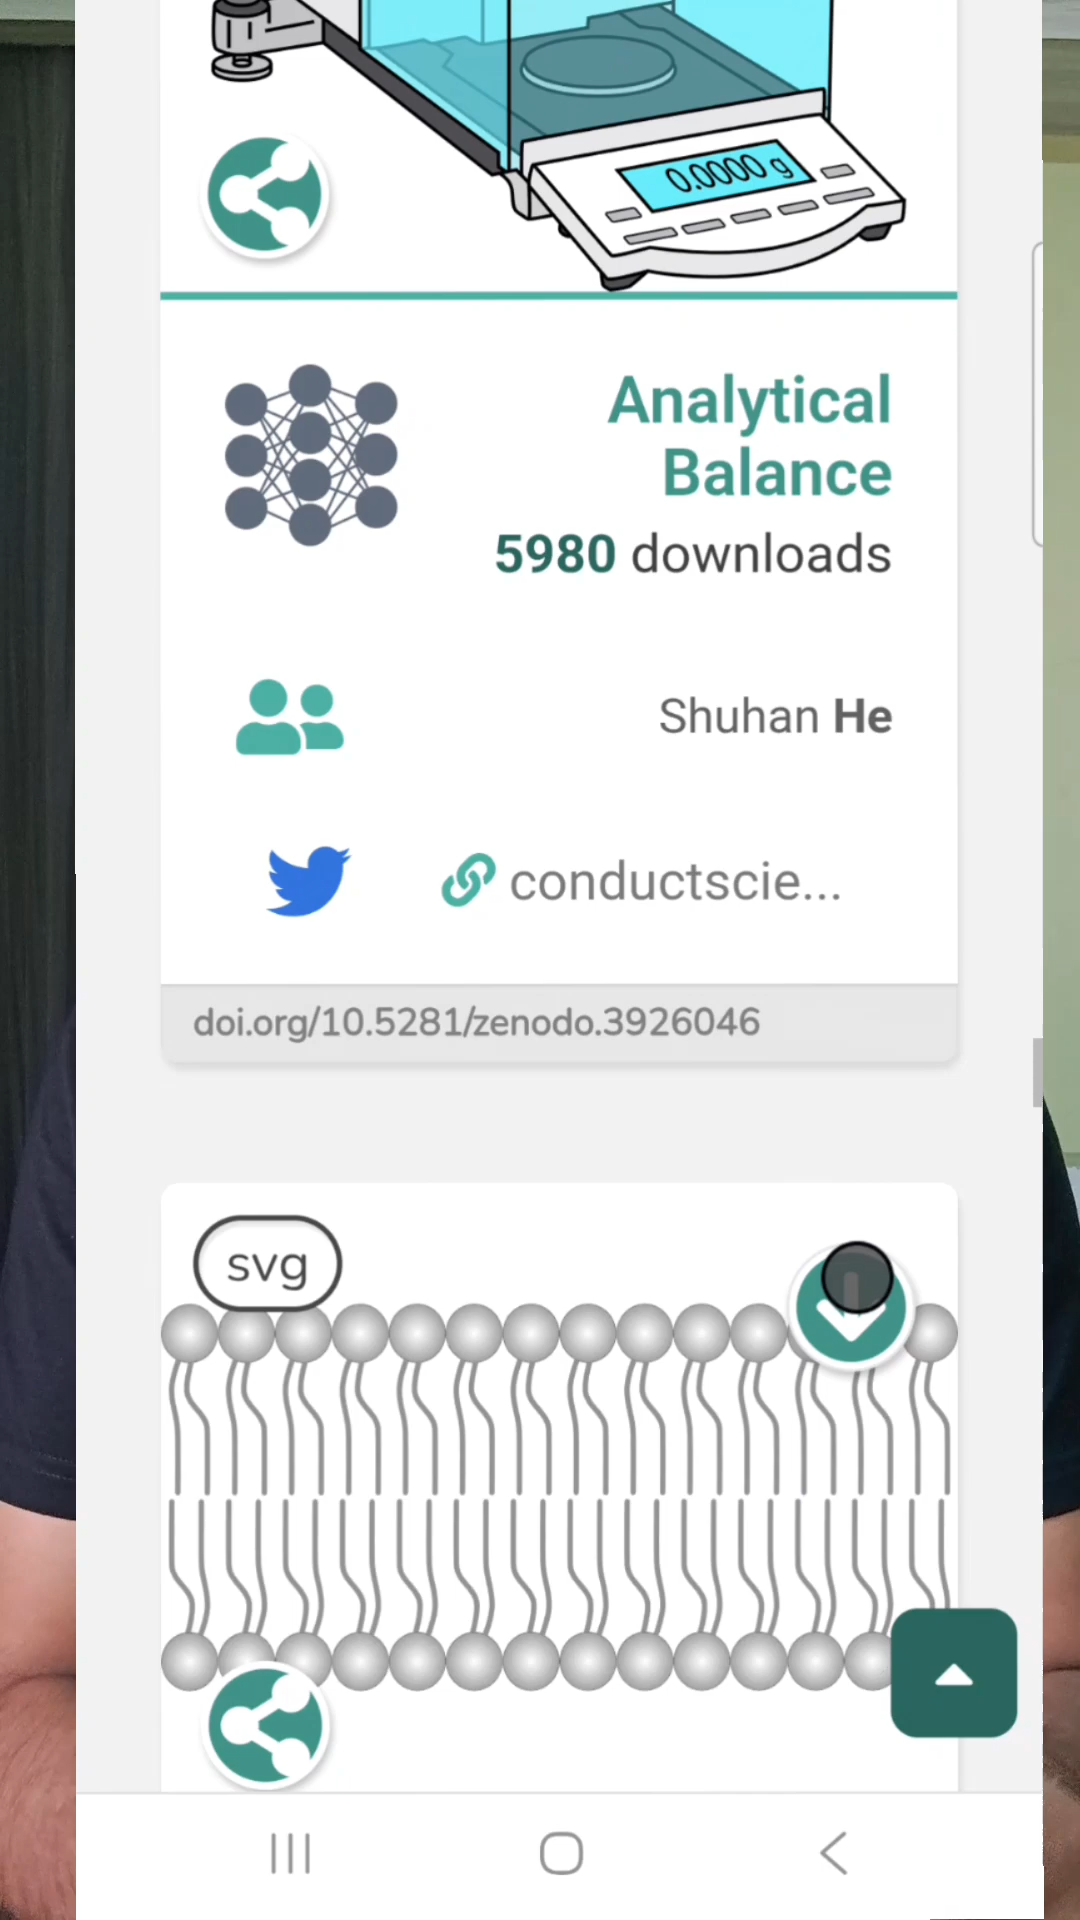 0.0000 g
Analytical
Balance
5980 downloads
Shuhan He
conductscie...
doi.org/10.5281/zenodo.3926046
svg